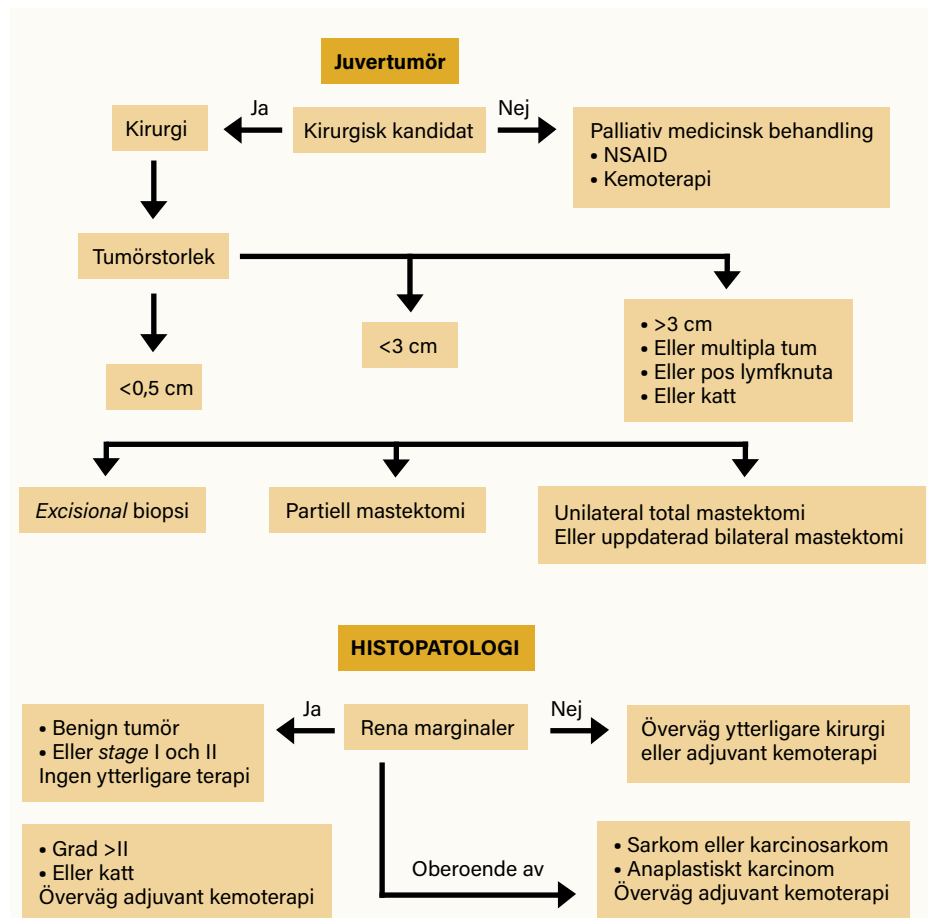 Juvertumör
Ja
Nej
Kirurgi
Kirurgisk kandidat
Palliativ medicinsk behandling
• NSAID
• Kemoterapi
Tumörstorlek
<0,5 cm
<3 cm
• >3 cm
• Eller multipla tum
• Eller pos lymfknuta
• Eller katt
Excisional biopsi
Partiell mastektomi
Unilateral total mastektomi
Eller uppdaterad bilateral mastektomi
HISTOPATOLOGI
Ja
Nej
• Benign tumör
• Eller stage I och II
Ingen ytterligare terapi
Rena marginaler
Överväg ytterligare kirurgi
eller adjuvant kemoterapi
• Grad >II
• Eller katt
Överväg adjuvant kemoterapi
Oberoende av
• Sarkom eller karcinosarkom
• Anaplastiskt karcinom
Överväg adjuvant kemoterapi